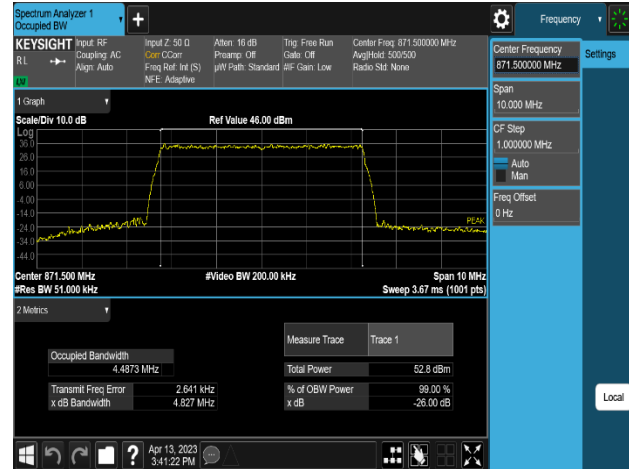 Spectrum Analyzer 1
Occupied BW
+
Frequency
KEYSIGHT
RL
LM
Input: RF
Coupling: AC
Align: Auto
Input Z: 50 Ω
Corr CCorr
Freq Ref: Int (S)
NFE: Adaptive
Atten: 16 dB
Preamp: Off
µW Path: Standard
Trig: Free Run
Gate: Off
#IF Gain: Low
Center Freq: 871.500000 MHz
Avg|Hold: 500/500
Radio Std: None
Center Frequency
871.500000 MHz
Settings
Span
10.000 MHz
CF Step
1.000000 MHz
Auto
Man
Freq Offset
0 Hz
Local
1 Graph
Scale/Div 10.0 dB
Ref Value 46.00 dBm
Log
36.0
26.0
16.0
6.00
-4.00
-14.0
-24.0
-34.0
-44.0
PEAK
Center 871.500 MHz
#Video BW 200.00 kHz
Span 10 MHz
#Res BW 51.000 kHz
Sweep 3.67 ms (1001 pts)
2 Metrics
Measure Trace
Trace 1
Occupied Bandwidth
4.4873 MHz
Total Power
52.8 dBm
Transmit Freq Error
2.641 kHz
% of OBW Power
99.00 %
x dB Bandwidth
4.827 MHz
x dB
-26.00 dB
?
Apr 13, 2023
3:41:22 PM